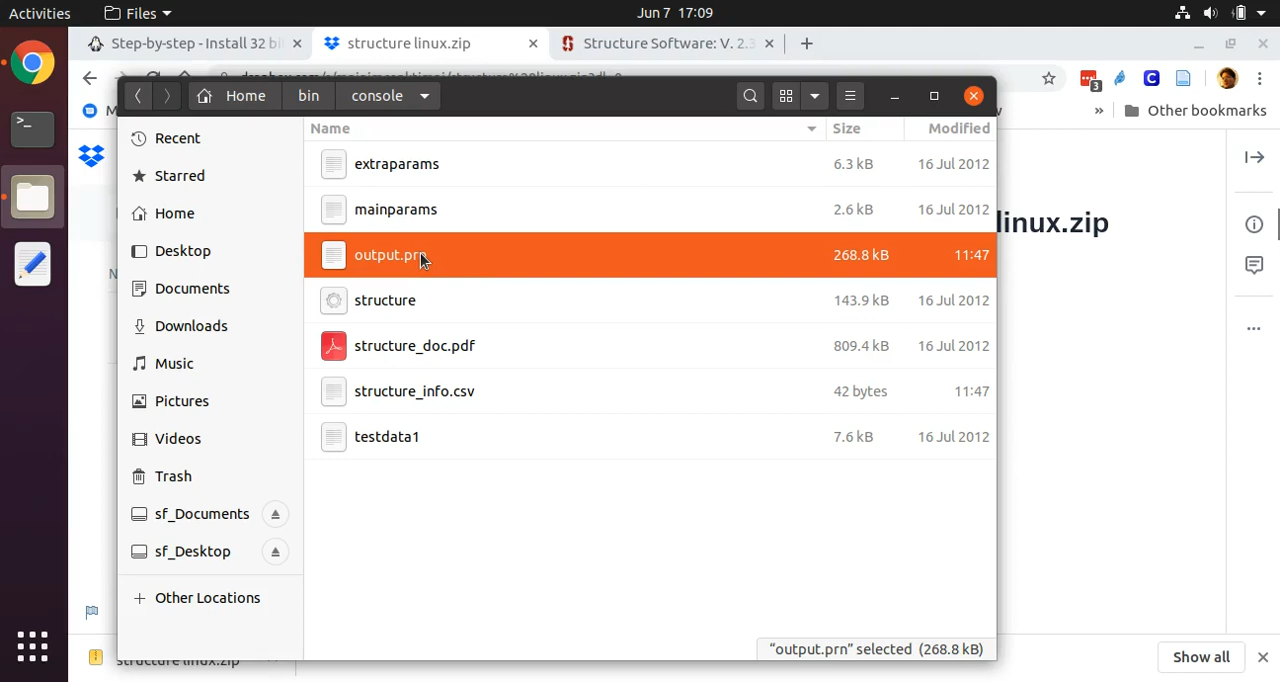 Activities
Files
Jun 7 17:09
Step-by-step - Install 32 bi
structure linux.zip
Structure Software: V. 2.3
3
M
Other bookmarks
Home
bin
console
Recent
Starred
Home
Desktop
Documents
Downloads
Music
Pictures
Videos
Trash
sf_Documents
sf_Desktop
Other Locations
Name
Size
Modified
extraparams
6.3 kB
16 Jul 2012
mainparams
2.6 kB
16 Jul 2012
output.prn
268.8 kB
11:47
structure
143.9 kB
16 Jul 2012
structure_doc.pdf
809.4 kB
16 Jul 2012
structure_info.csv
42 bytes
11:47
testdata1
7.6 kB
16 Jul 2012
"output.prn" selected (268.8 kB)
linux.zip
structure linux.zip
Show all